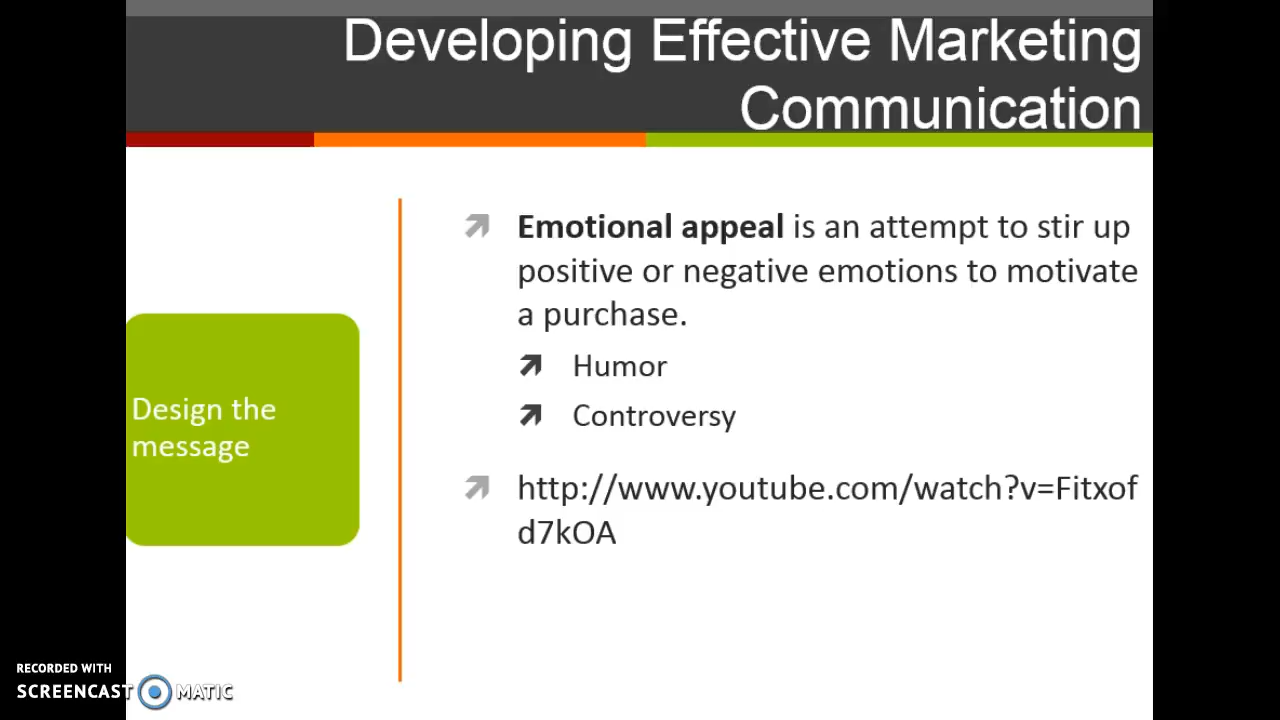 Developing Effective Marketing
Communication
Design the
message
Emotional appeal is an attempt to stir up
positive or negative emotions to motivate
a purchase.
Humor
Controversy
http://www.youtube.com/watch?v=Fitxof
d7kOA
RECORDED WITH
SCREENCAST MATIC